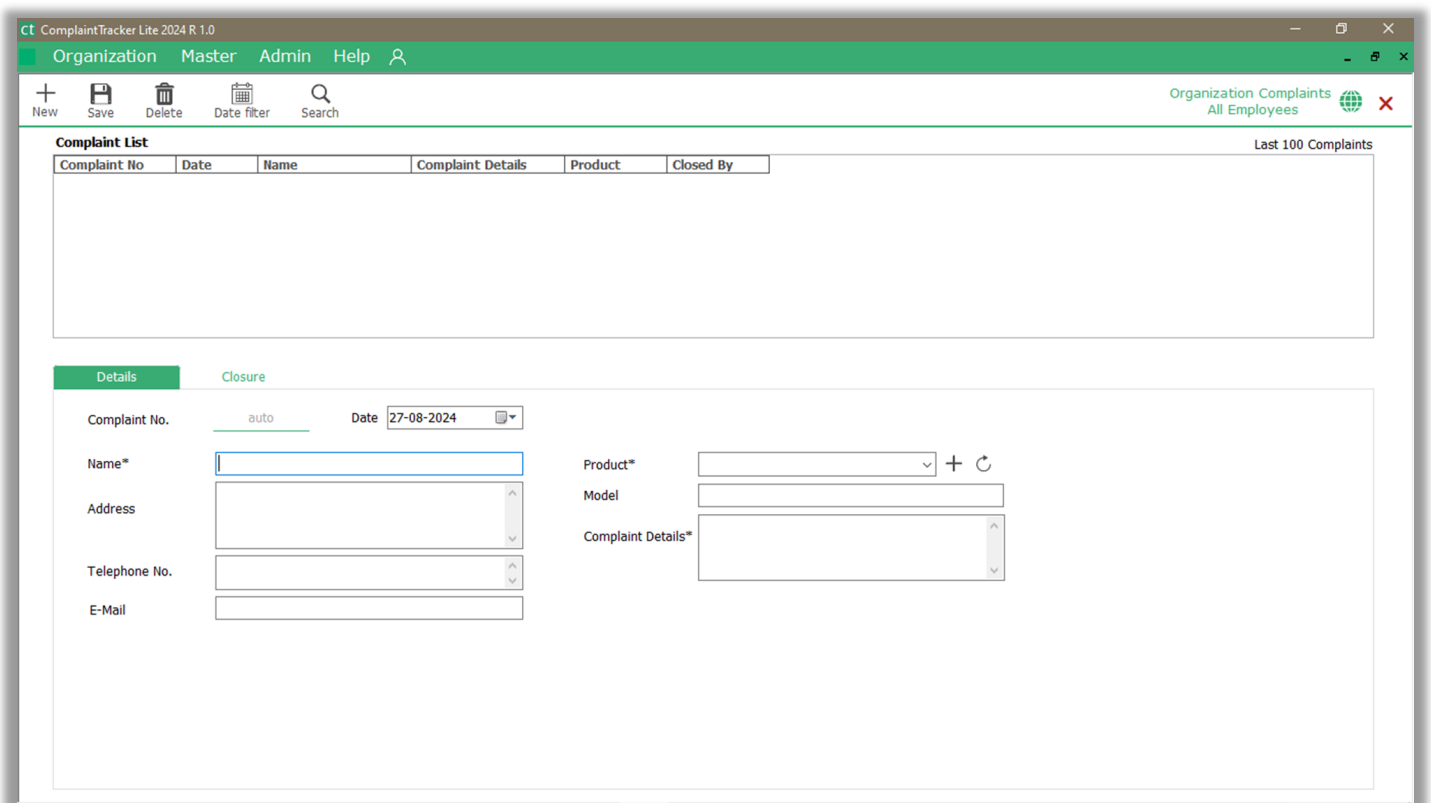 ct ComplaintTracker Lite 2024 R 1.0
Organization Master Admin Help
New Save Delete Date filter Search
Organization Complaints
All Employees
Complaint List
Last 100 Complaints
Complaint No Date Name Complaint Details Product Closed By
Details Closure
Complaint No. auto Date 27-08-2024
Name* Product*
Model
Address
Complaint Details*
Telephone No.
E-Mail